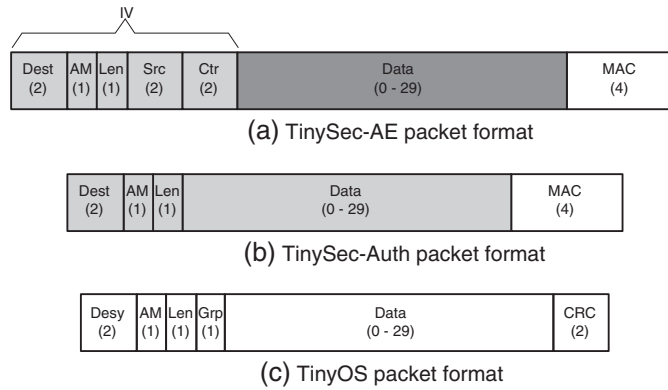 IV
Dest AM Len Src Ctr Data MAC
(2) (1) (1) (2) (2) (0 - 29) (4)
(a) TinySec-AE packet format
Dest AM Len Data MAC
(2) (1) (1) (0 - 29) (4)
(b) TinySec-Auth packet format
Desy AM Len Grp Data CRC
(2) (1) (1) (1) (0 - 29) (2)
(c) TinyOS packet format